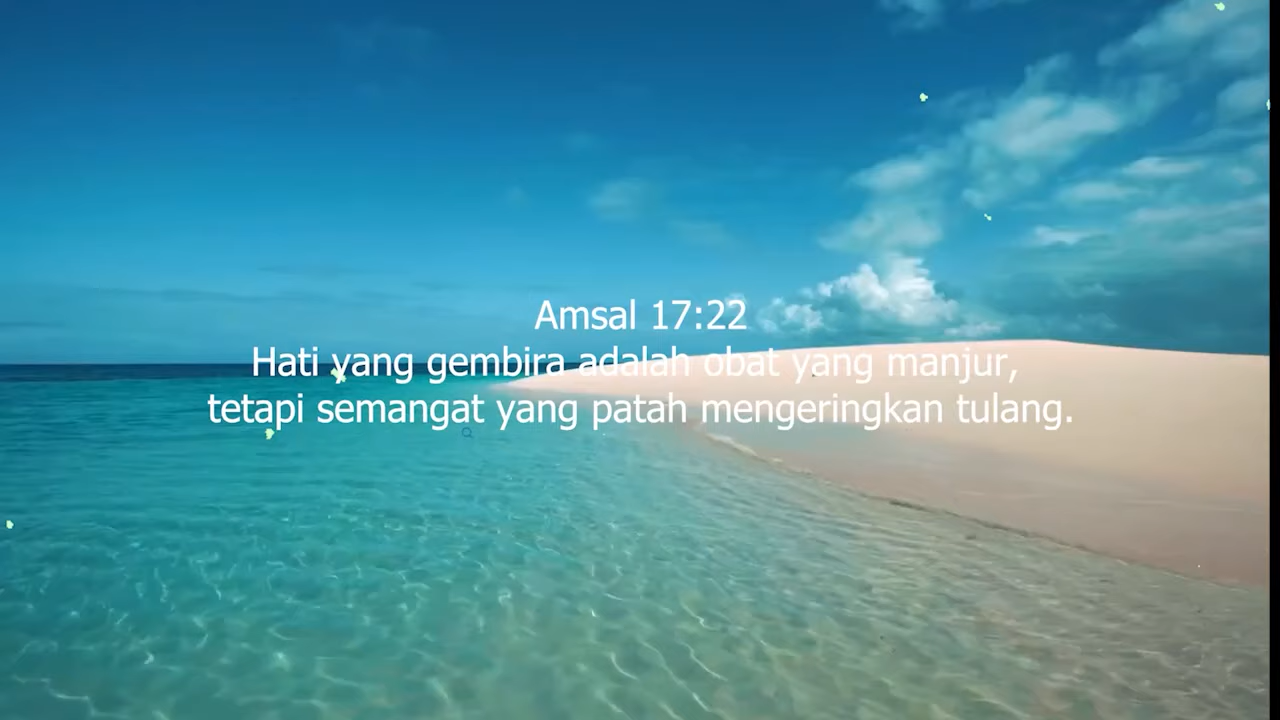 Amsal 17:22
Hati yang gembira adalah obat yang manjur,
tetapi semangat yang patah mengeringkan tulang.